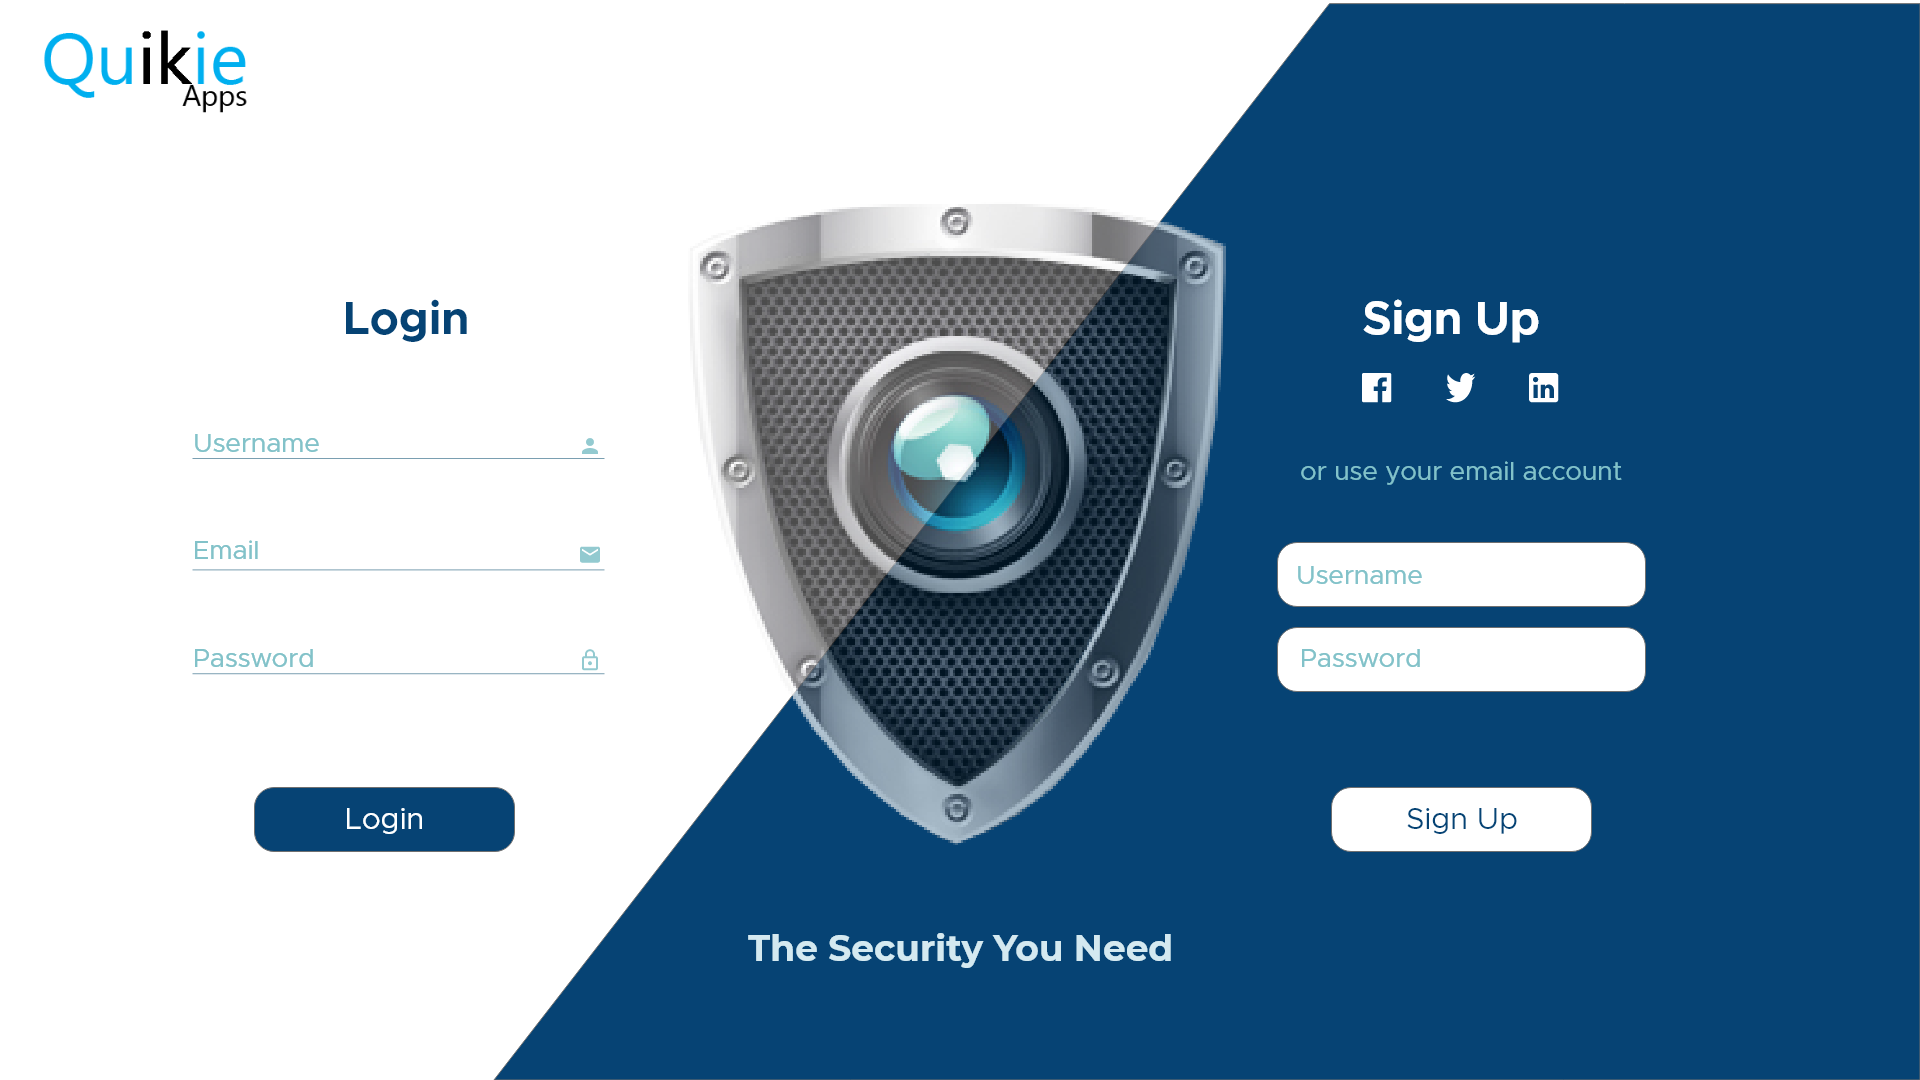 Quikie
Apps
Login
Username
Email
Password
Login
Sign Up
or use your email account
Username
Password
Sign Up
The Security You Need